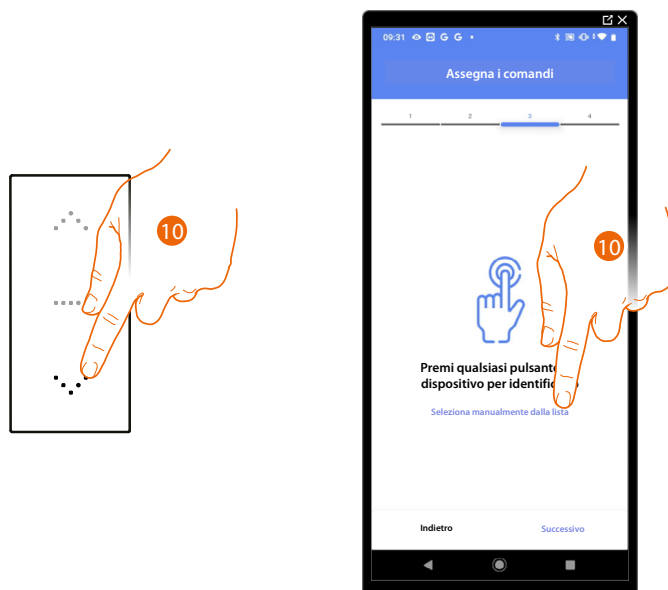 09:31 G G
Assegna i comandi
1 2 3 4
10
10
Premi qualsiasi pulsante
dispositivo per
Seleziona manualmente dalla lista
Indietro
Successivo